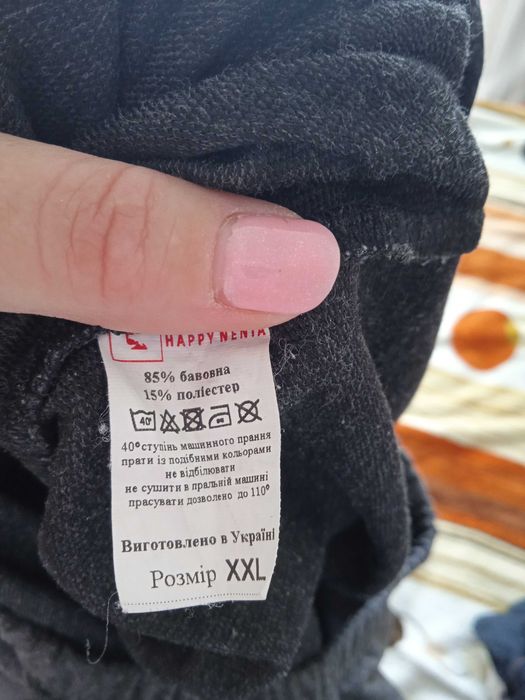 HAPPY NENIA
85% бавовна
15% поліестер
40°
40°ступінь машинного прання
прати із подібними кольорами
не відбілювати
не сушити в пральній машині
прасувати дозволено до 110°
Виготовлено в Україні
Розмір XXL